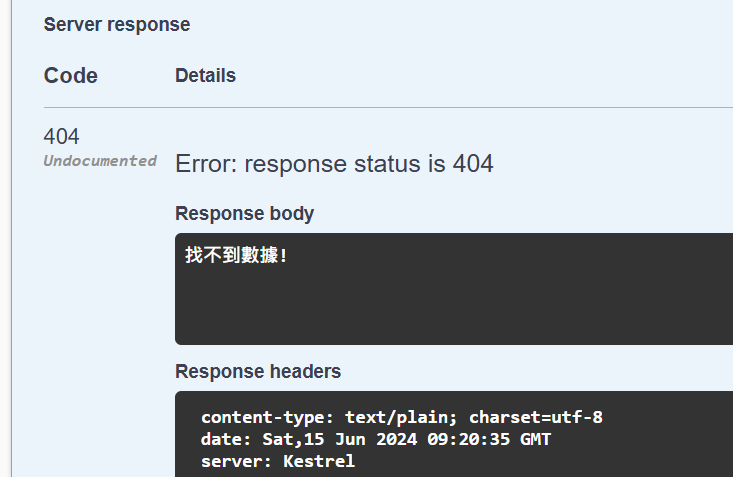 Server response
Code Details
404
Undocumented
Error: response status is 404
Response body
找不到數據!
Response headers
content-type: text/plain; charset=utf-8
date: Sat,15 Jun 2024 09:20:35 GMT
server: Kestrel